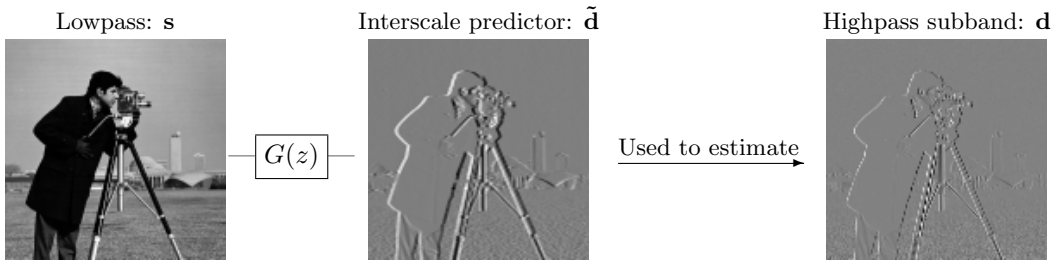 Lowpass: s
Interscale predictor: d̃
Highpass subband: d
G(z)
Used to estimate